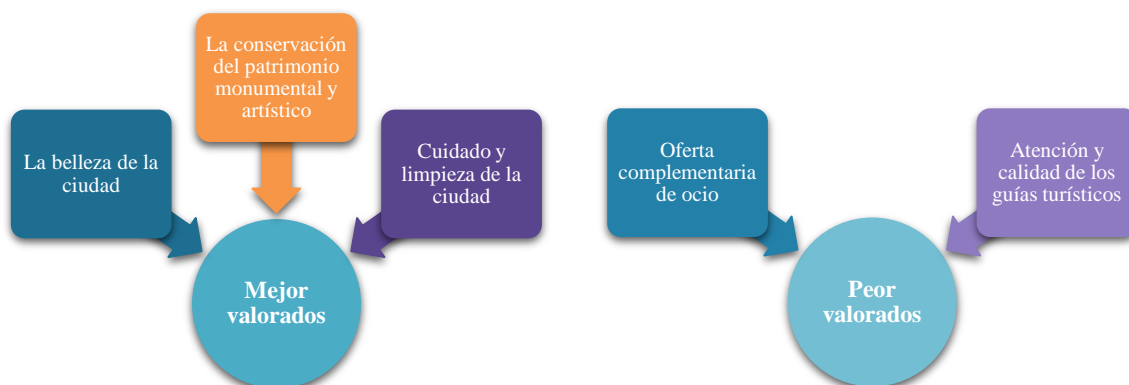 La conservación
del patrimonio
monumental y
artístico
La belleza de la
ciudad
Cuidado y
limpieza de la
ciudad
Mejor
valorados
Oferta
complementaria
de ocio
Atención y
calidad de los
guías turísticos
Peor
valorados